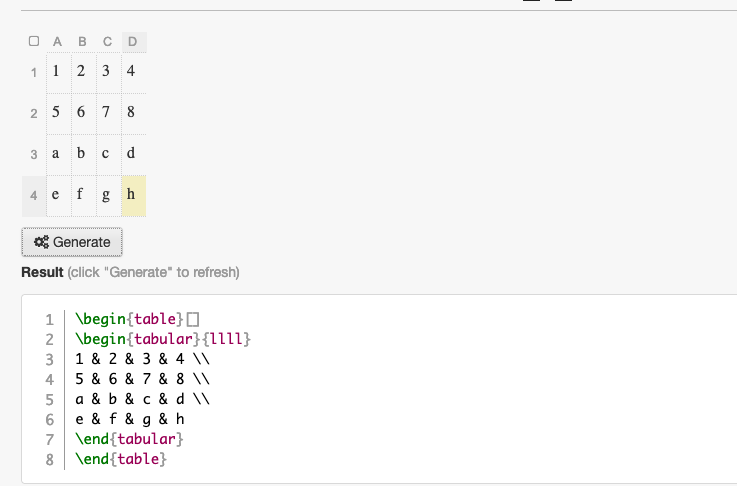 A B C D
1 1 2 3 4
2 5 6 7 8
3 a b c d
4 e f g h
Generate
Result (click "Generate" to refresh)
1 \begin{table}[]
2 \begin{tabular}{llll}
3 1 & 2 & 3 & 4 \\
4 5 & 6 & 7 & 8 \\
5 a & b & c & d \\
6 e & f & g & h
7 \end{tabular}
8 \end{table}